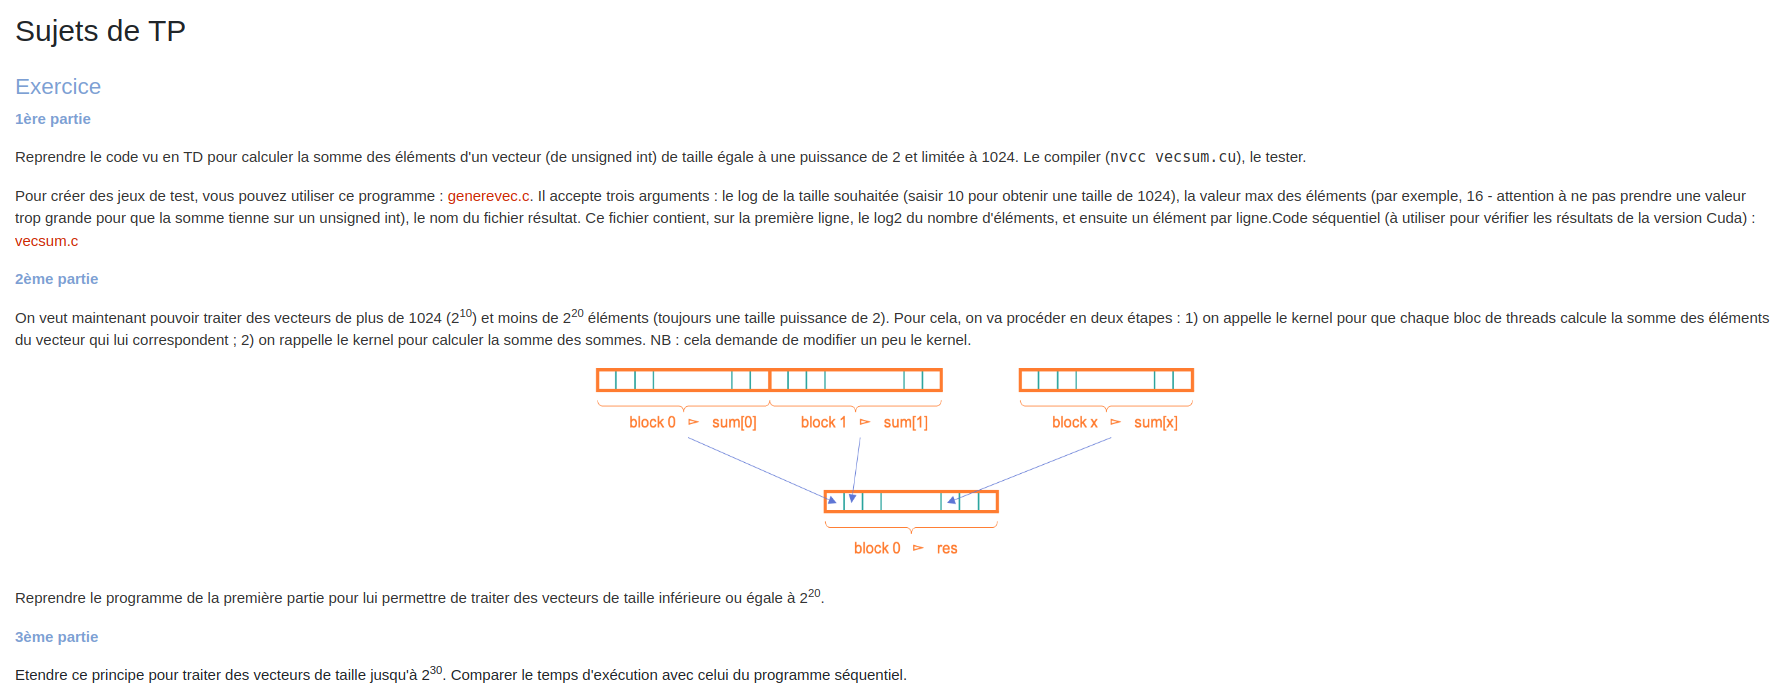 Sujets de TP
Exercice
1ère partie
Reprendre le code vu en TD pour calculer la somme des éléments d'un vecteur (de unsigned int) de taille égale à une puissance de 2 et limitée à 1024. Le compiler (nvcc vecsum.cu), le tester.
Pour créer des jeux de test, vous pouvez utiliser ce programme : generevec.c. Il accepte trois arguments : le log de la taille souhaitée (saisir 10 pour obtenir une taille de 1024), la valeur max des éléments (par exemple, 16 - attention à ne pas prendre une valeur
trop grande pour que la somme tienne sur un unsigned int), le nom du fichier résultat. Ce fichier contient, sur la première ligne, le log2 du nombre d'éléments, et ensuite un élément par ligne.Code séquentiel (à utiliser pour vérifier les résultats de la version Cuda) :
vecsum.c
2ème partie
On veut maintenant pouvoir traiter des vecteurs de plus de 1024 (2^10) et moins de 2^20 éléments (toujours une taille puissance de 2). Pour cela, on va procéder en deux étapes : 1) on appelle le kernel pour que chaque bloc de threads calcule la somme des éléments
du vecteur qui lui correspondent ; 2) on rappelle le kernel pour calculer la somme des sommes. NB : cela demande de modifier un peu le kernel.
block 0 ▻ sum[0] block 1 ▻ sum[1] block x ▻ sum[x]
block 0 ▻ res
Reprendre le programme de la première partie pour lui permettre de traiter des vecteurs de taille inférieure ou égale à 2^20.
3ème partie
Etendre ce principe pour traiter des vecteurs de taille jusqu'à 2^30. Comparer le temps d'exécution avec celui du programme séquentiel.